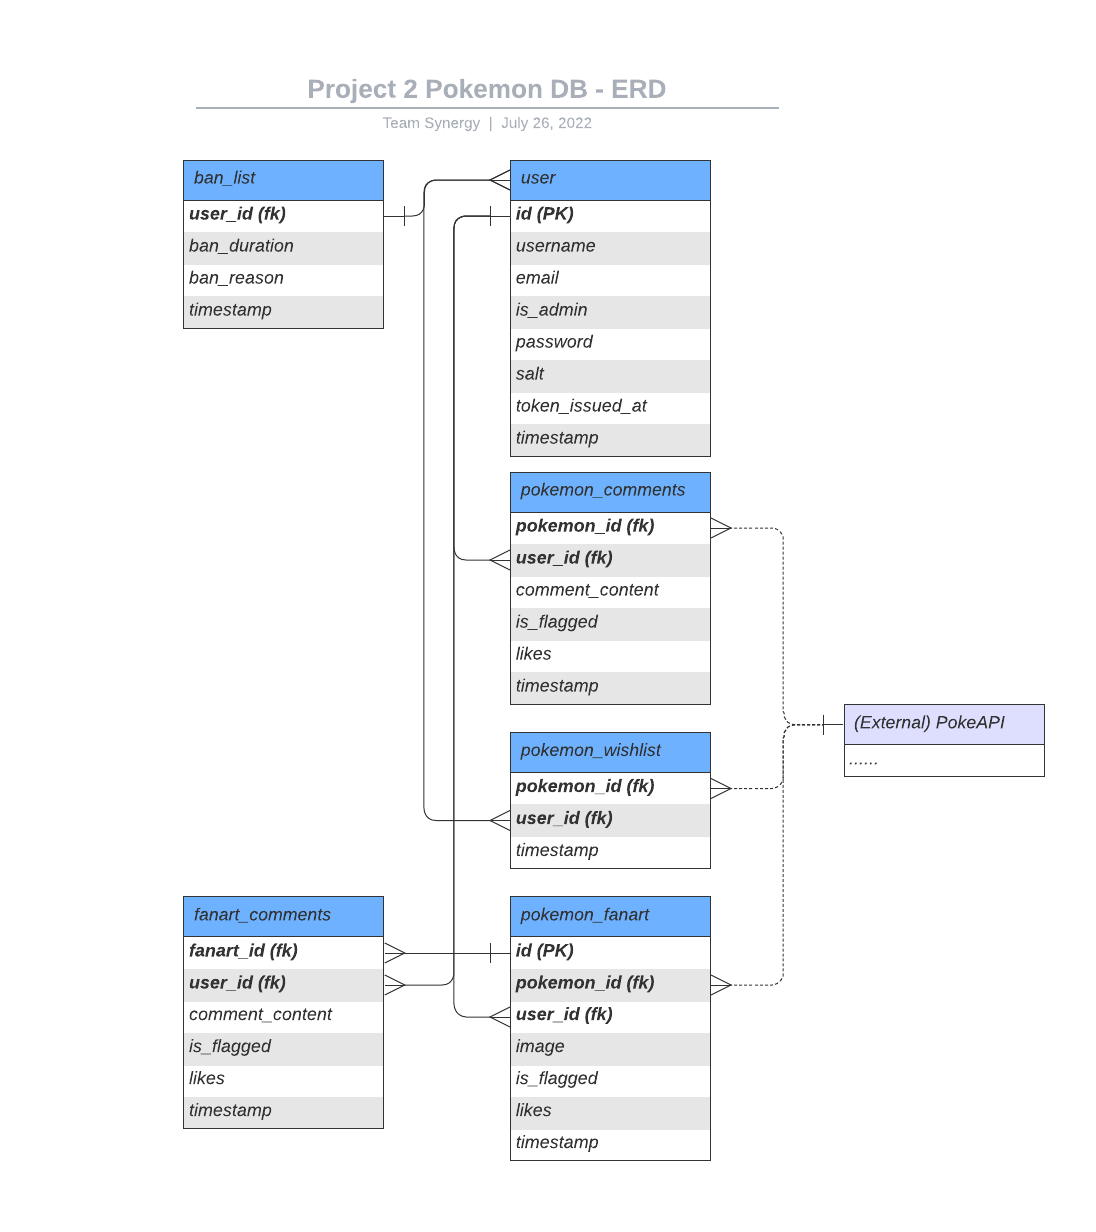 Project 2 Pokemon DB - ERD
Team Synergy | July 26, 2022
ban_list
user_id (fk)
ban_duration
ban_reason
timestamp
user
id (PK)
username
email
is_admin
password
salt
token_issued_at
timestamp
pokemon_comments
pokemon_id (fk)
user_id (fk)
comment_content
is_flagged
likes
timestamp
(External) PokeAPI
......
pokemon_wishlist
pokemon_id (fk)
user_id (fk)
timestamp
fanart_comments
fanart_id (fk)
user_id (fk)
comment_content
is_flagged
likes
timestamp
pokemon_fanart
id (PK)
pokemon_id (fk)
user_id (fk)
image
is_flagged
likes
timestamp